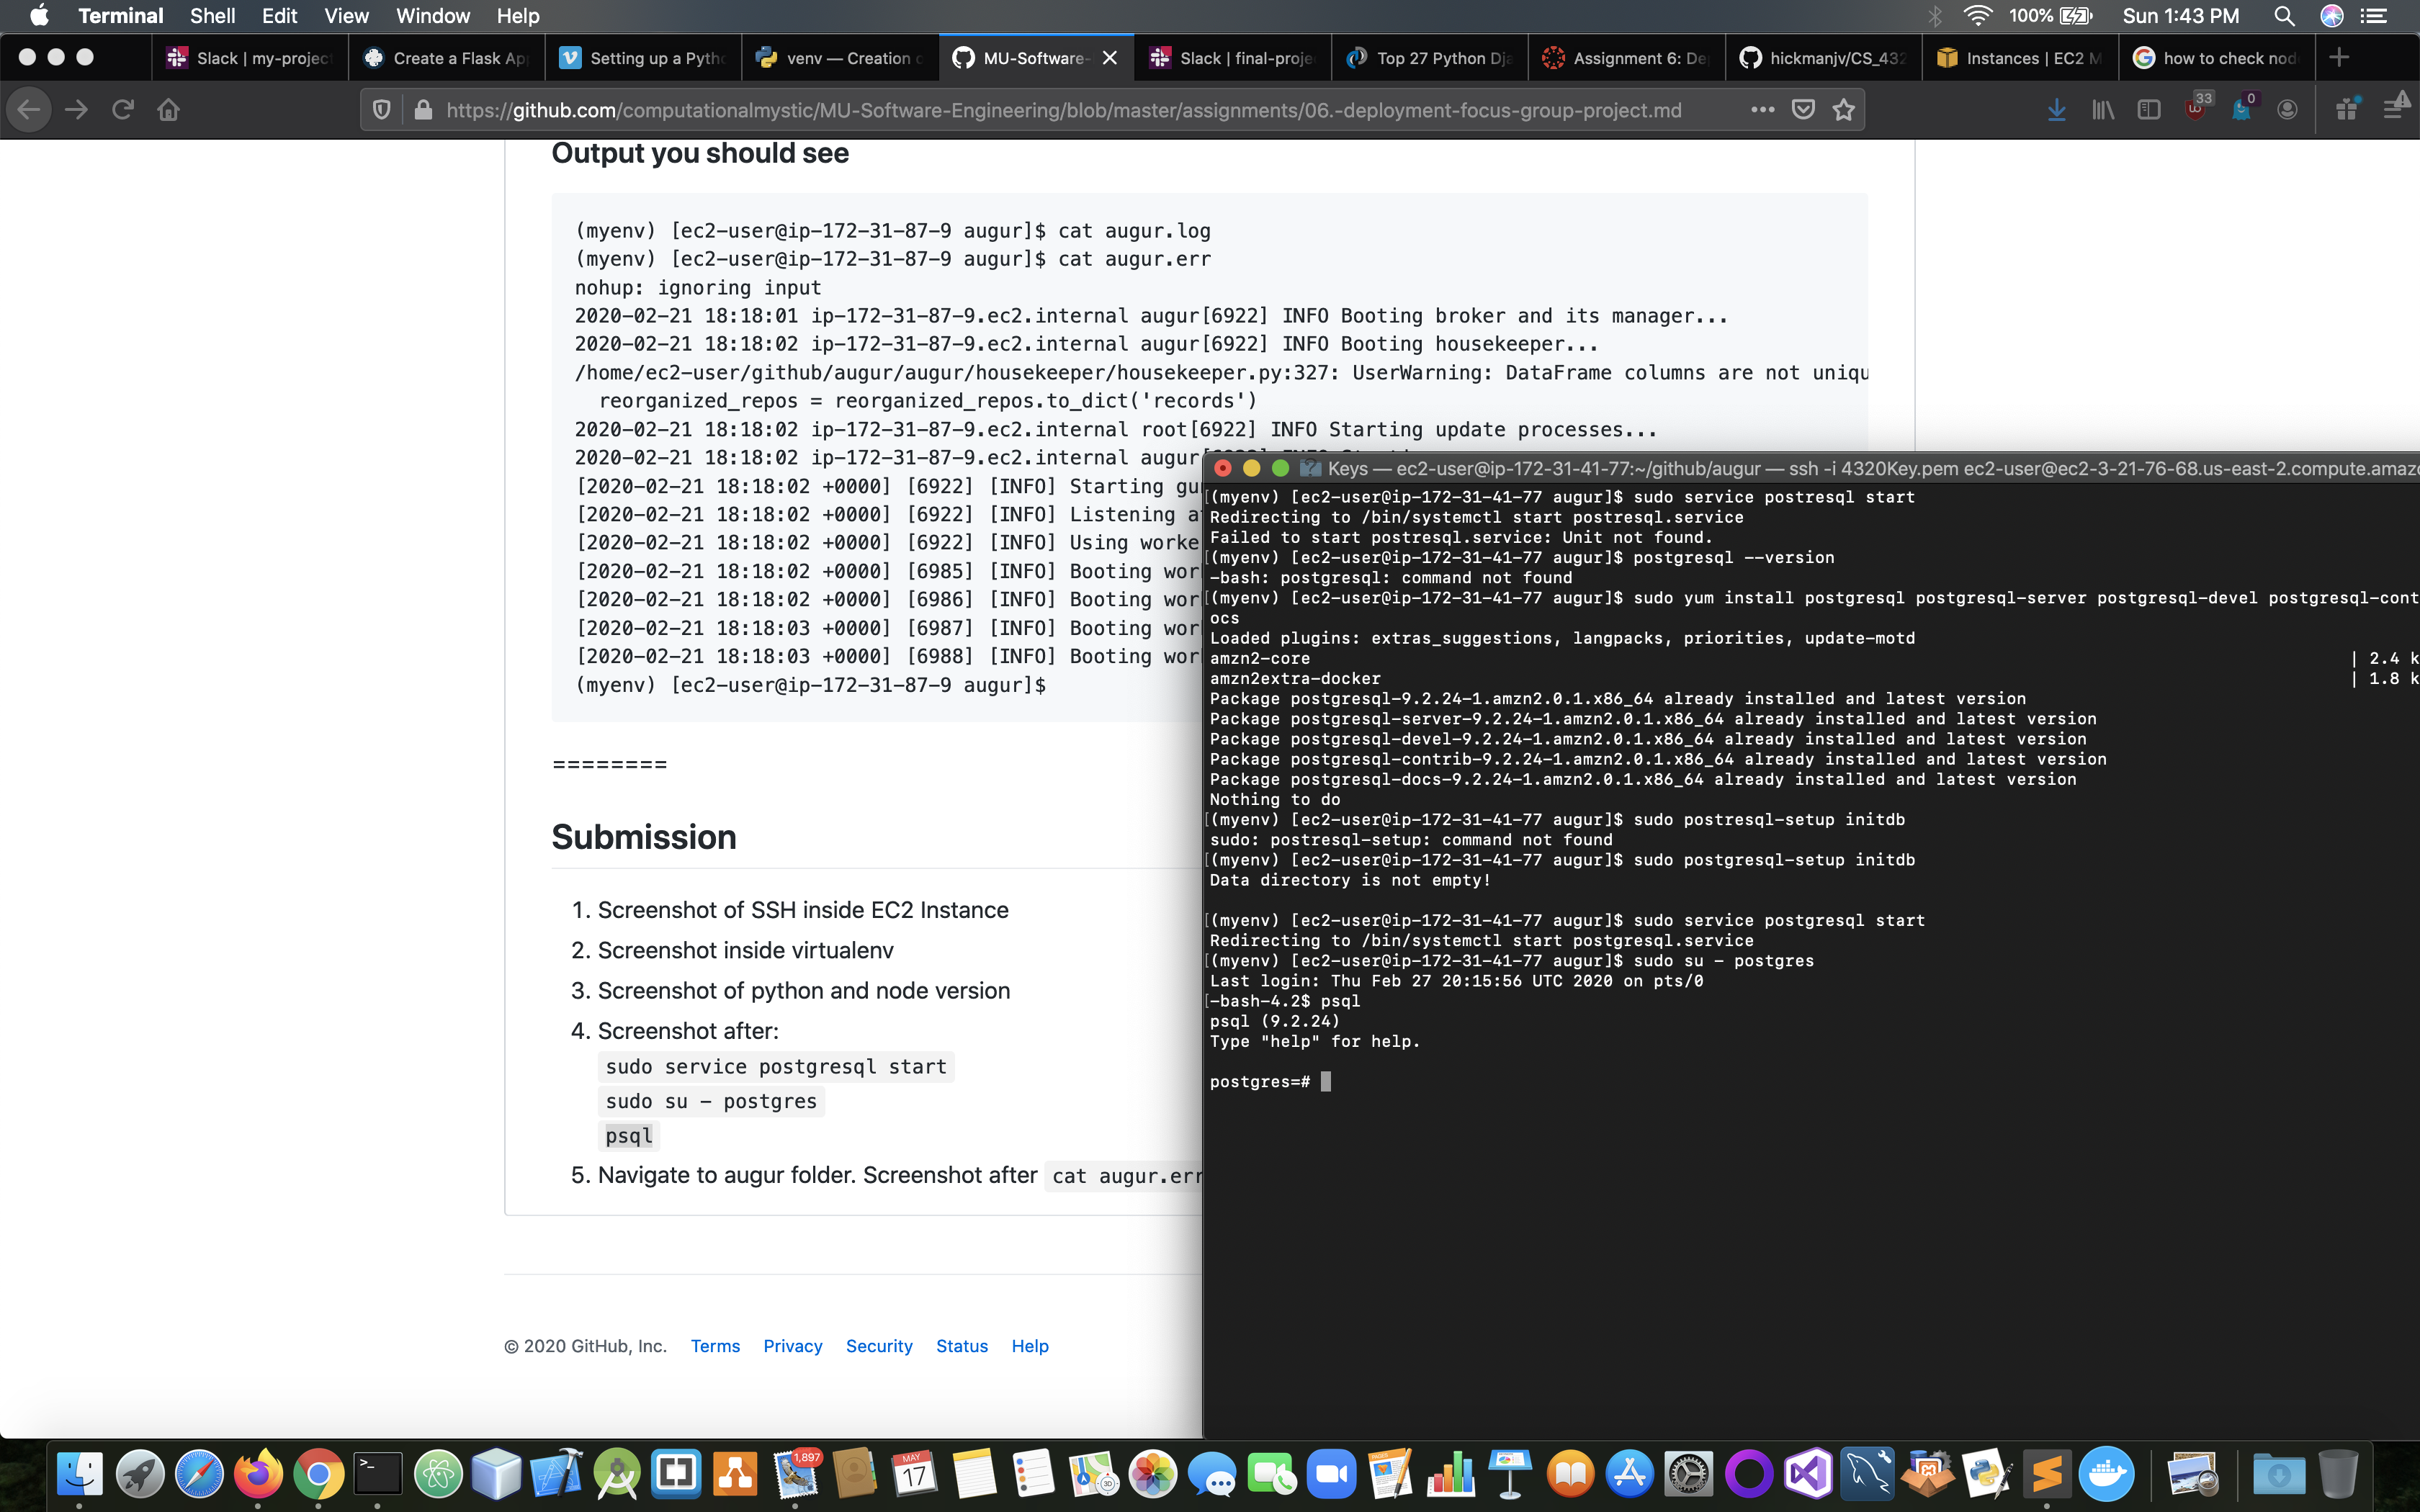 Terminal Shell Edit View Window Help 100% Sun 1:43 PM
Slack | my-project Create a Flask Ap Setting up a Pyth venv — Creation o MU-Software- Slack | final-proje Top 27 Python Dja Assignment 6: De hickmanjv/CS_432 Instances | EC2 M how to check nod
https://github.com/computationalmystic/MU-Software-Engineering/blob/master/assignments/06.-deployment-focus-group-project.md 33 0
Output you should see
(myenv) [ec2-user@ip-172-31-87-9 augur]$ cat augur.log
(myenv) [ec2-user@ip-172-31-87-9 augur]$ cat augur.err
nohup: ignoring input
2020-02-21 18:18:01 ip-172-31-87-9.ec2.internal augur[6922] INFO Booting broker and its manager...
2020-02-21 18:18:02 ip-172-31-87-9.ec2.internal augur[6922] INFO Booting housekeeper...
/home/ec2-user/github/augur/augur/housekeeper/housekeeper.py:327: UserWarning: DataFrame columns are not uniqu
reorganized_repos = reorganized_repos.to_dict('records')
2020-02-21 18:18:02 ip-172-31-87-9.ec2.internal root[6922] INFO Starting update processes...
2020-02-21 18:18:02 ip-172-31-87-9.ec2.internal augur
[2020-02-21 18:18:02 +0000] [6922] [INFO] Starting gu
[2020-02-21 18:18:02 +0000] [6922] [INFO] Listening a
[2020-02-21 18:18:02 +0000] [6922] [INFO] Using worke
[2020-02-21 18:18:02 +0000] [6985] [INFO] Booting wor
[2020-02-21 18:18:02 +0000] [6986] [INFO] Booting wor
[2020-02-21 18:18:03 +0000] [6987] [INFO] Booting wor
[2020-02-21 18:18:03 +0000] [6988] [INFO] Booting wor
(myenv) [ec2-user@ip-172-31-87-9 augur]$
========
Submission
1. Screenshot of SSH inside EC2 Instance
2. Screenshot inside virtualenv
3. Screenshot of python and node version
4. Screenshot after:
sudo service postgresql start
sudo su - postgres
psql
5. Navigate to augur folder. Screenshot after cat augur.err
© 2020 GitHub, Inc. Terms Privacy Security Status Help
Keys — ec2-user@ip-172-31-41-77:~/github/augur — ssh -i 4320Key.pem ec2-user@ec2-3-21-76-68.us-east-2.compute.amaz
[(myenv) [ec2-user@ip-172-31-41-77 augur]$ sudo service postresql start
Redirecting to /bin/systemctl start postresql.service
Failed to start postresql.service: Unit not found.
[(myenv) [ec2-user@ip-172-31-41-77 augur]$ postgresql --version
-bash: postgresql: command not found
[(myenv) [ec2-user@ip-172-31-41-77 augur]$ sudo yum install postgresql postgresql-server postgresql-devel postgresql-cont
ocs
Loaded plugins: extras_suggestions, langpacks, priorities, update-motd
amzn2-core | 2.4 k
amzn2extra-docker | 1.8 k
Package postgresql-9.2.24-1.amzn2.0.1.x86_64 already installed and latest version
Package postgresql-server-9.2.24-1.amzn2.0.1.x86_64 already installed and latest version
Package postgresql-devel-9.2.24-1.amzn2.0.1.x86_64 already installed and latest version
Package postgresql-contrib-9.2.24-1.amzn2.0.1.x86_64 already installed and latest version
Package postgresql-docs-9.2.24-1.amzn2.0.1.x86_64 already installed and latest version
Nothing to do
[(myenv) [ec2-user@ip-172-31-41-77 augur]$ sudo postresql-setup initdb
sudo: postresql-setup: command not found
[(myenv) [ec2-user@ip-172-31-41-77 augur]$ sudo postgresql-setup initdb
Data directory is not empty!
[(myenv) [ec2-user@ip-172-31-41-77 augur]$ sudo service postgresql start
Redirecting to /bin/systemctl start postgresql.service
[(myenv) [ec2-user@ip-172-31-41-77 augur]$ sudo su - postgres
Last login: Thu Feb 27 20:15:56 UTC 2020 on pts/0
[-bash-4.2$ psql
psql (9.2.24)
Type "help" for help.
postgres=#
1,897
MAY
17